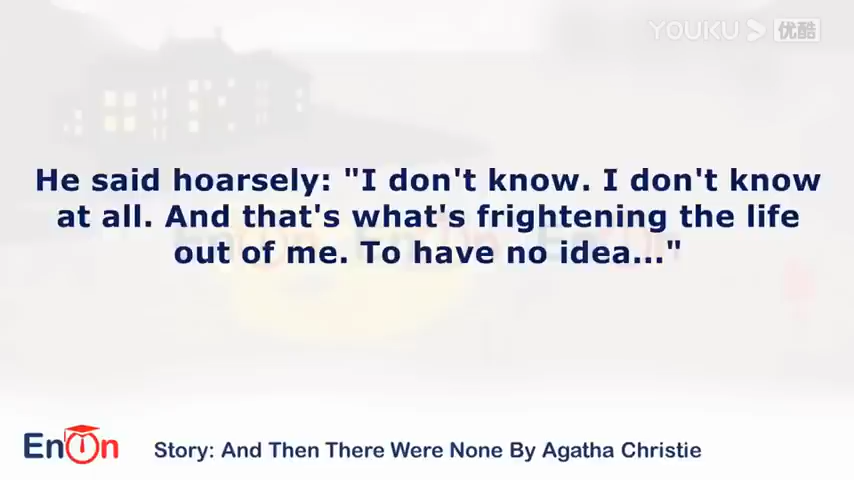 YOUKU 优酷
He said hoarsely: "I don't know. I don't know
at all. And that's what's frightening the life
out of me. To have no idea..."
EnOn
Story: And Then There Were None By Agatha Christie